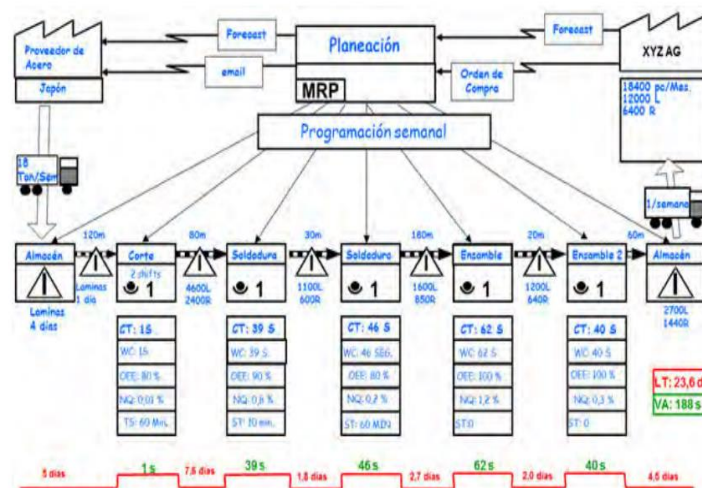 Proveedor de
Acero
Japón
Forecast
email
Planeación
MRP
Forecast
Orden de
Compra
XYZ AG
18400 pc/Mes.
12000 L
6400 R
Programación semanal
18
Ton/Sem
1/semana
120m
80m
30m
160m
20m
60m
Almacén
Laminas
4 días
Laminas
1 día
Corte
2 shifts
1
4600L
2400R
Soldadura
1
1100L
600R
Soldadura
1
1600L
850R
Ensamble
1
1200L
640R
Ensamble 2
1
Almacén
2700L
1440R
CT: 1S
WC: 1S
OEE: 80 %
NQ: 0,01 %
TS: 60 Min.
CT: 39 S
WC: 39 S
OEE: 90 %
NQ: 0,8 %
ST: 10 min.
CT: 46 S
WC: 46 SEG.
OEE: 80 %
NQ: 0,2 %
ST: 60 MIN
CT: 62 S
WC: 62 S
OEE: 100 %
NQ: 1,2 %
ST:0
CT: 40 S
WC: 40 S
OEE: 100 %
NQ: 0,3 %
ST: 0
LT: 23,6 d
VA: 188 s
5 días
1 s
7,6 días
39 s
1,8 días
46s
2,7 días
62 s
2,0 días
40 s
4,5 días